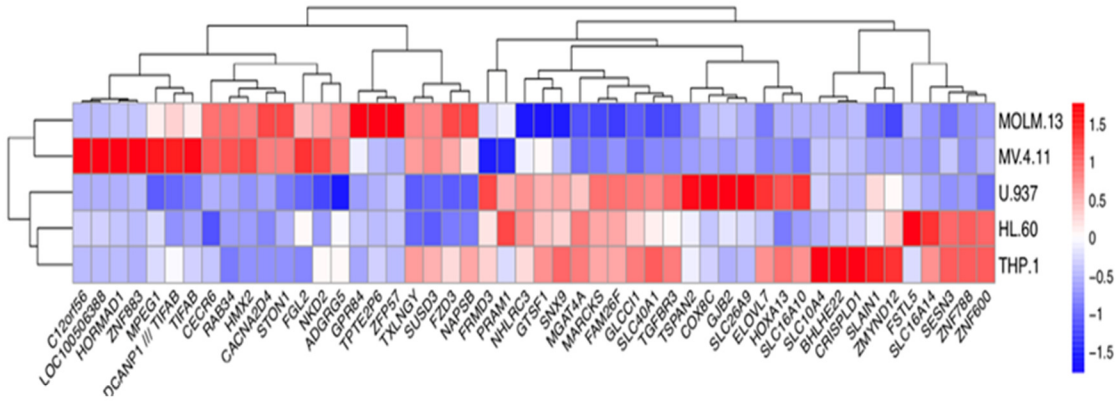 MOLM.13
MV.4.11
U.937
HL.60
THP.1
1.5
1
0.5
0
−0.5
−1
−1.5
C12orf56
LOC100506388
HORMAD1
ZNF883
MPEG1
DCANP1 /// TIFAB
TIFAB
CECR6
RAB34
HMX2
CACNA2D4
STON1
FGL2
NKD2
ADGRG5
GPR84
TPTE2P6
ZFP57
TXLNGY
SUSD3
FZD3
NAPSB
FRMD3
PRAM1
NHLRC3
GTSF1
SNX9
MGAT4A
MARCKS
FAM26F
GLCCI1
SLC40A1
TGFBR3
TSPAN2
COX8C
GJB2
SLC26A9
ELOVL7
HOXA13
SLC16A10
SLC10A4
BHLHE22
CRISPLD1
SLAIN1
ZMYND12
FSTL5
SLC16A14
SESN3
ZNF788
ZNF600